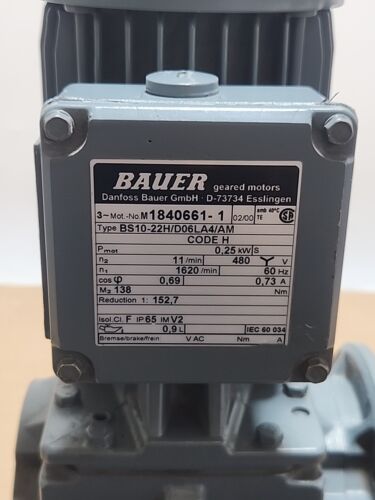 BAUER geared motors
Danfoss Bauer GmbH · D-73734 Esslingen
3~Mot.-No. M 1840661-1 02/00 amb 40°C TE
Type BS10-22H/D06LA4/AM
CODE H
Pmot 0,25 kW S
n2 11/min 480 Y
n1 1620/min 60 Hz
cos φ 0,69 0,73 A
M2 138 Nm
Reduction 1: 152,7
Isol.Cl. F IP 65 IM V2
0,9 L IEC 60 034
Bremse/brake/frein V AC Nm A